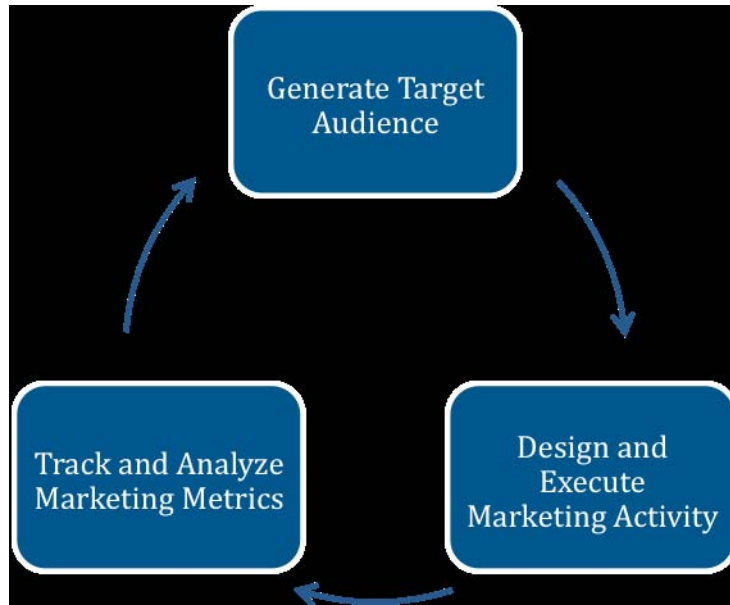 Generate Target
Audience
Design and
Execute
Marketing Activity
Track and Analyze
Marketing Metrics